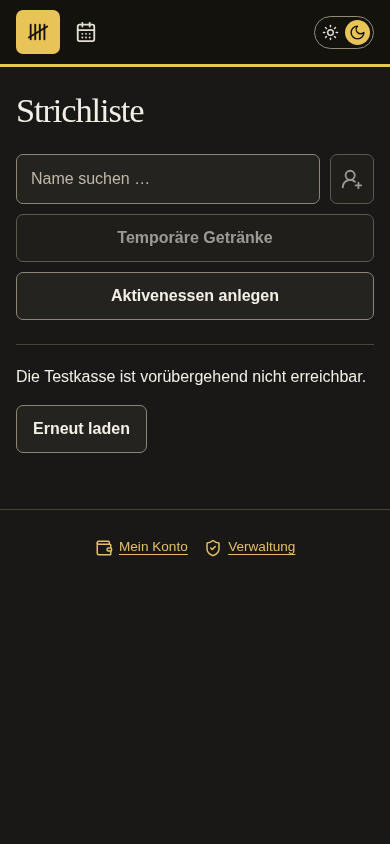 Strichliste
Name suchen …
Temporäre Getränke
Aktivenessen anlegen
Die Testkasse ist vorübergehend nicht erreichbar.
Erneut laden
Mein Konto Verwaltung